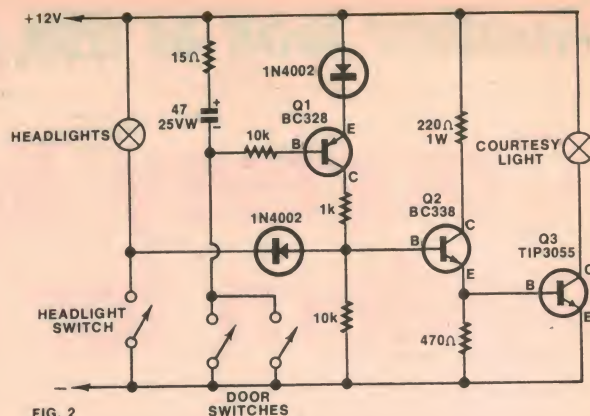 +12V
15Ω
1N4002
47
25VW
Q1
BC328
HEADLIGHTS
10k
B
E
C
220Ω
1W
COURTESY
LIGHT
1k
1N4002
Q2
BC338
B
C
E
Q3
TIP3055
B
C
E
HEADLIGHT
SWITCH
10k
470Ω
–
FIG. 2
DOOR
SWITCHES